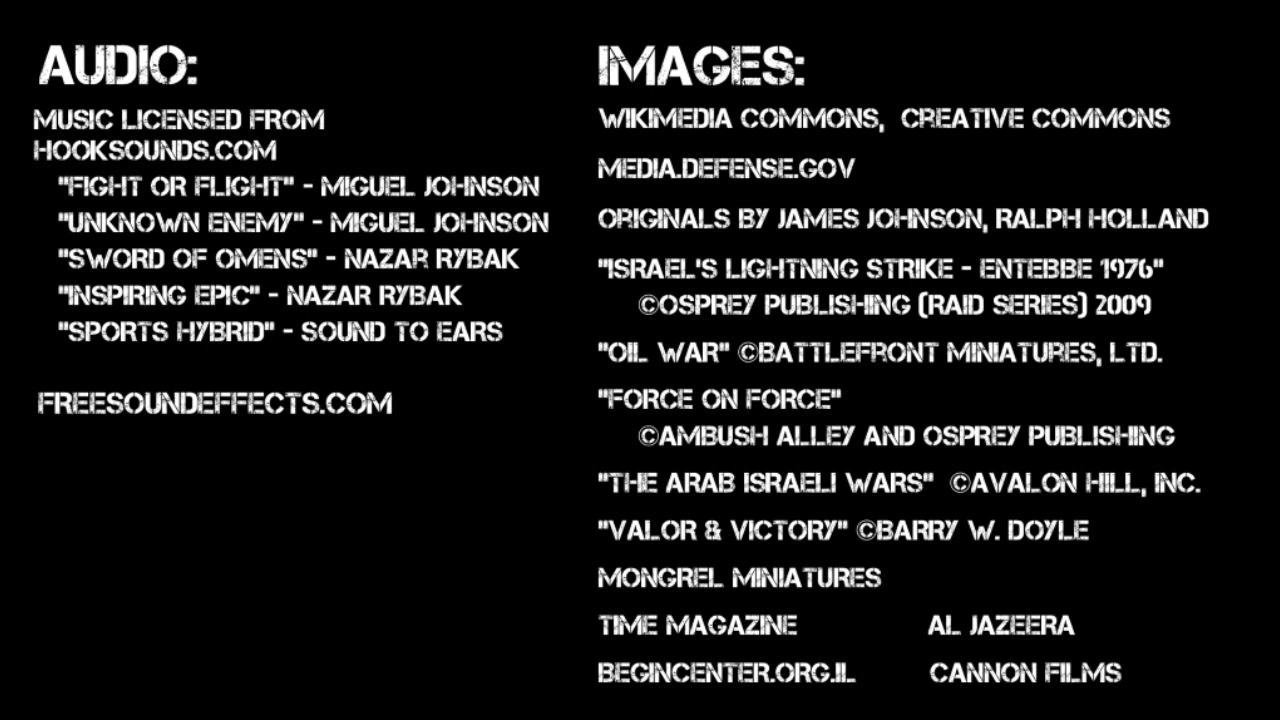 AUDIO:
MUSIC LICENSED FROM
HOOKSOUNDS.COM
"FIGHT OR FLIGHT" - MIGUEL JOHNSON
"UNKNOWN ENEMY" - MIGUEL JOHNSON
"SWORD OF OMENS" - NAZAR RYBAK
"INSPIRING EPIC" - NAZAR RYBAK
"SPORTS HYBRID" - SOUND TO EARS
FREESOUNDEFFECTS.COM
IMAGES:
WIKIMEDIA COMMONS, CREATIVE COMMONS
MEDIA.DEFENSE.GOV
ORIGINALS BY JAMES JOHNSON, RALPH HOLLAND
"ISRAEL'S LIGHTNING STRIKE - ENTEBBE 1976"
©OSPREY PUBLISHING (RAID SERIES) 2009
"OIL WAR" ©BATTLEFRONT MINIATURES, LTD.
"FORCE ON FORCE"
©AMBUSH ALLEY AND OSPREY PUBLISHING
"THE ARAB ISRAELI WARS" ©AVALON HILL, INC.
"VALOR & VICTORY" ©BARRY W. DOYLE
MONGREL MINIATURES
TIME MAGAZINE AL JAZEERA
BEGINCENTER.ORG.IL CANNON FILMS